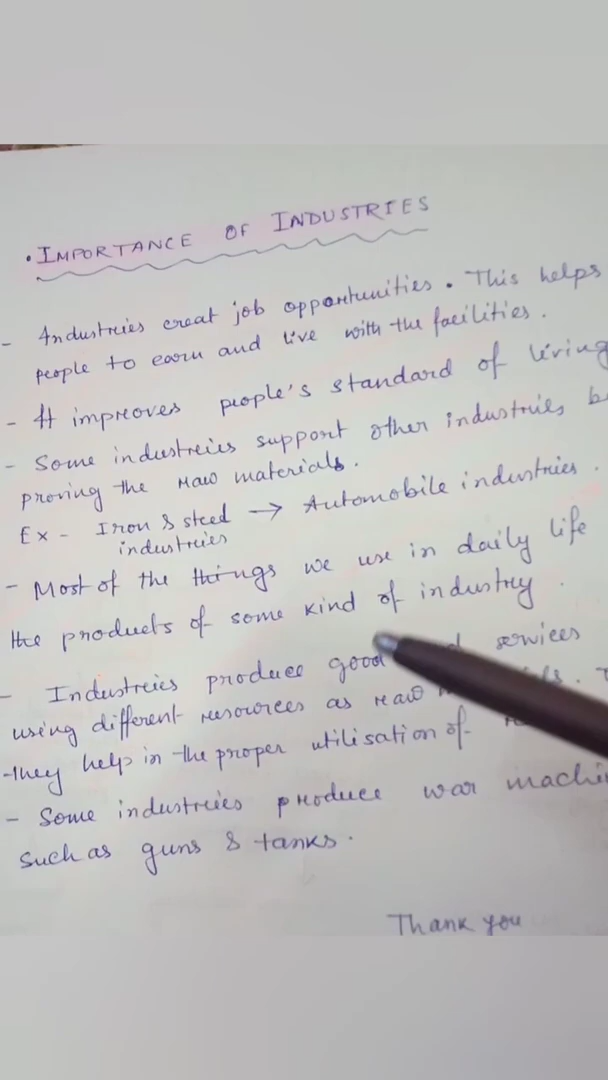 • IMPORTANCE OF INDUSTRIES
- Industries creat job opportunities. This helps
people to earn and live with the facilities.
- It improves people's standard of living
- Some industries support other industries
proving the raw materials.
Ex - Iron & steel → Automobile industries.
industries
- Most of the things we use in daily life
the products of some kind of industry.
- Industries produce good services
using different resources as raw
they help in the proper utilisation of
- Some industries produce war machi
such as guns & tanks.
Thank you